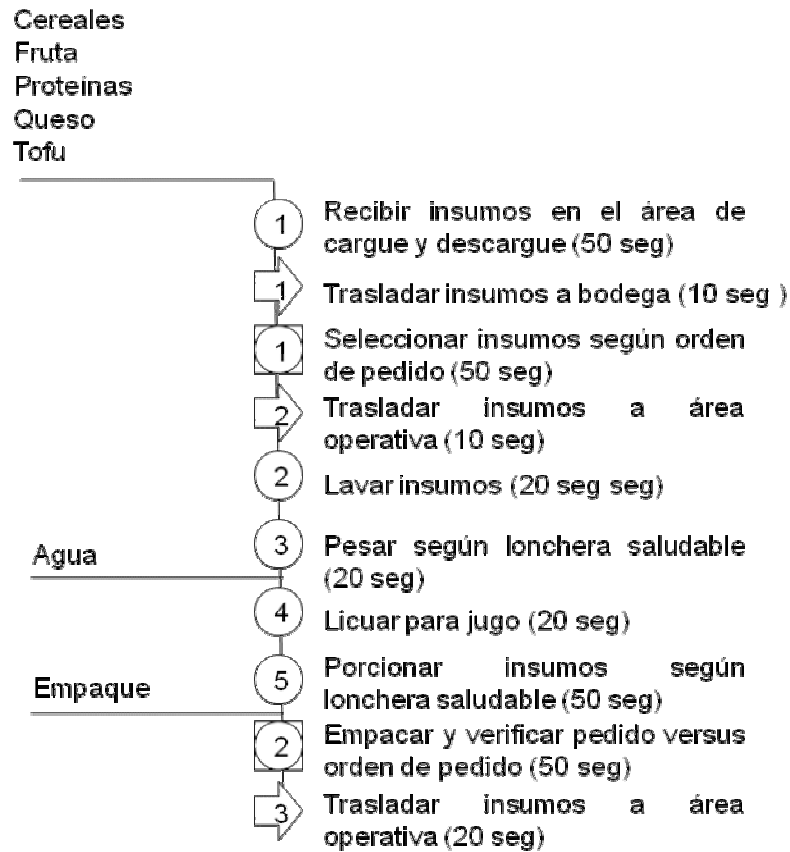 Cereales
Fruta
Proteínas
Queso
Tofu
1
Recibir insumos en el área de
cargue y descargue (50 seg)
1
Trasladar insumos a bodega (10 seg )
1
Seleccionar insumos según orden
de pedido (50 seg)
2
Trasladar insumos a área
operativa (10 seg)
2
Lavar insumos (20 seg seg)
Agua
3
Pesar según lonchera saludable
(20 seg)
4
Licuar para jugo (20 seg)
Empaque
5
Porcionar insumos según
lonchera saludable (50 seg)
2
Empacar y verificar pedido versus
orden de pedido (50 seg)
3
Trasladar insumos a área
operativa (20 seg)